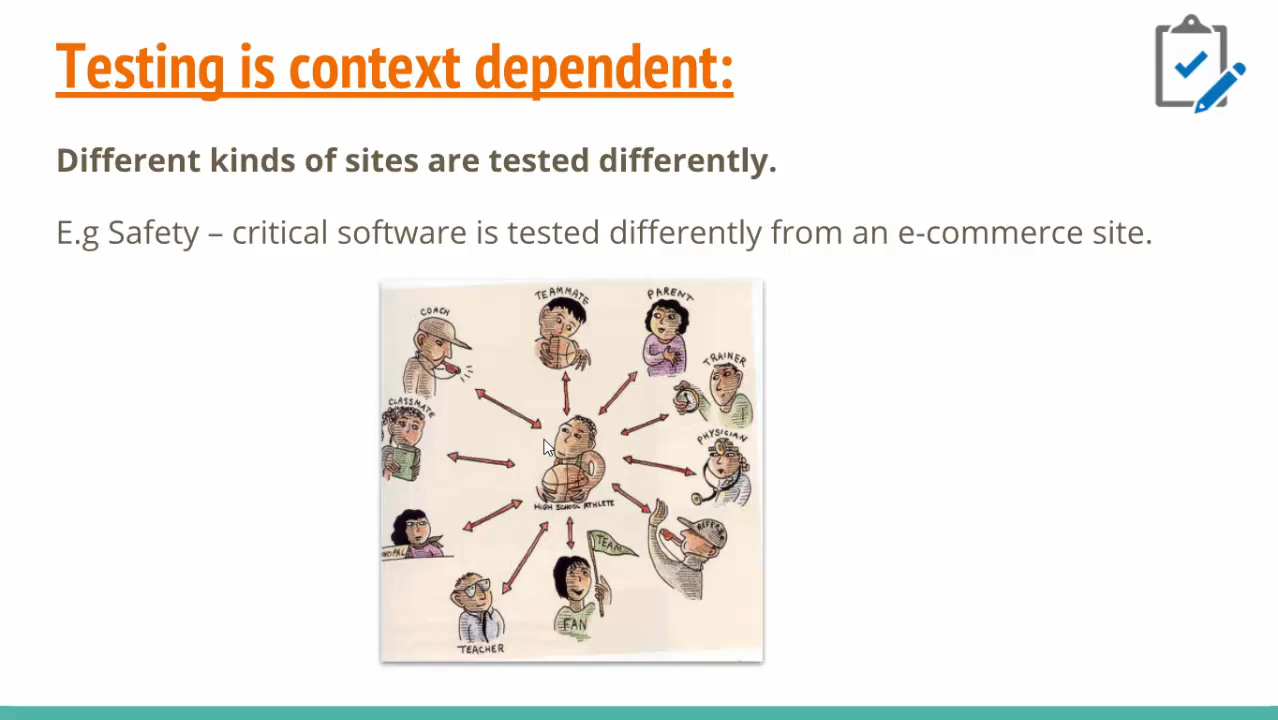 Testing is context dependent:
Different kinds of sites are tested differently.
E.g Safety – critical software is tested differently from an e-commerce site.
TEAMMATE
PARENT
COACH
TRAINER
CLASSMATE
PHYSICIAN
HIGH SCHOOL ATHLETE
REFEREE
NCIPAL
TEAM
FAN
TEACHER